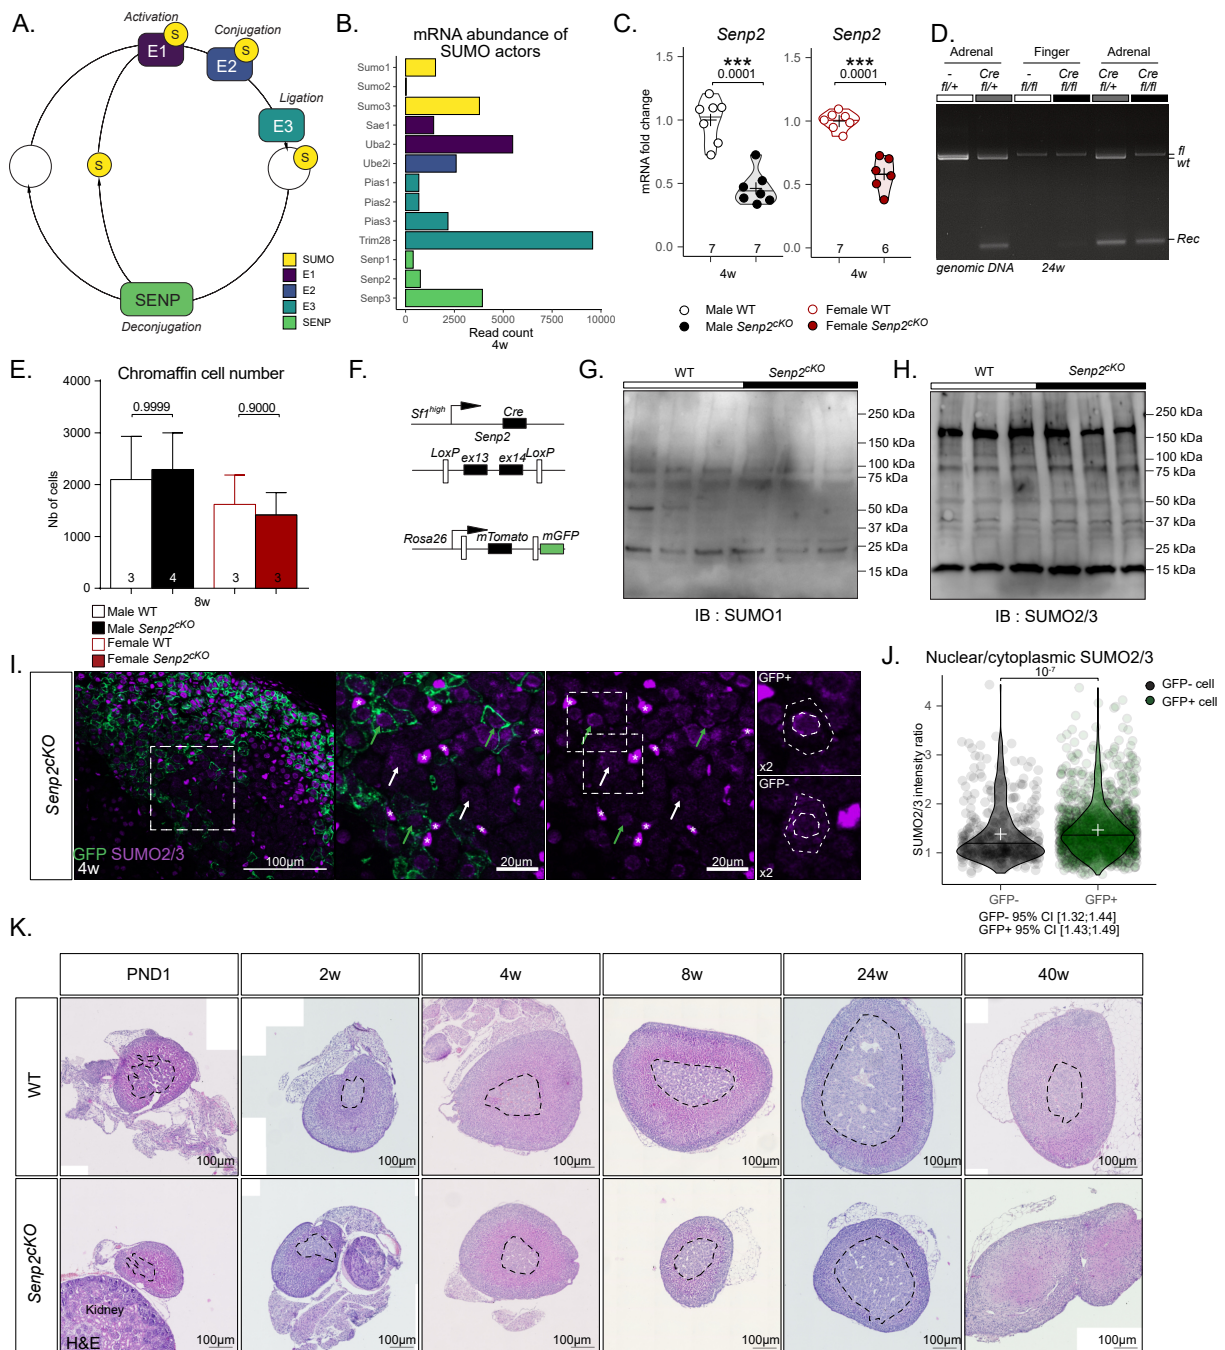 A.
Activation
S
E1
Conjugation
S
E2
Ligation
E3
S
S
SENP
Deconjugation
SUMO
E1
E2
E3
SENP
B.
mRNA abundance of
SUMO actors
Sumo1
Sumo2
Sumo3
Sae1
Uba2
Ube2i
Pias1
Pias2
Pias3
Trim28
Senp1
Senp2
Senp3
0 2500 5000 7500 10000
Read count
4w
C.
Senp2 Senp2
*** ***
0.0001 0.0001
mRNA fold change
1.0 1.0
0.5 0.5
0.0 0.0
7 7 7 6
4w 4w
Male WT Female WT
Male Senp2cKO Female Senp2cKO
D.
Adrenal Finger Adrenal
- Cre - Cre Cre Cre
fl/+ fl/+ fl/fl fl/fl fl/+ fl/fl
fl
wt
Rec
genomic DNA 24w
E.
Chromaffin cell number
Nb of cells
4000
3000
2000
1000
0
0.9999 0.9000
3 4 3 3
8w
Male WT
Male Senp2cKO
Female WT
Female Senp2cKO
F.
Sf1high Cre
Senp2
LoxP ex13 ex14 LoxP
Rosa26 mTomato mGFP
G.
WT Senp2cKO
250 kDa
150 kDa
100 kDa
75 kDa
50 kDa
37 kDa
25 kDa
15 kDa
IB : SUMO1
H.
WT Senp2cKO
250 kDa
150 kDa
100 kDa
75 kDa
50 kDa
37 kDa
25 kDa
15 kDa
IB : SUMO2/3
I.
Senp2cKO
GFP SUMO2/3
4w
100µm
* * * * * * * *
20µm
* * * * * * * *
20µm
GFP+
x2
GFP-
x2
J.
Nuclear/cytoplasmic SUMO2/3
10-7
GFP- cell
GFP+ cell
SUMO2/3 intensity ratio
4
3
2
1
GFP- GFP+
GFP- 95% CI [1.32;1.44]
GFP+ 95% CI [1.43;1.49]
K.
PND1 2w 4w 8w 24w 40w
WT
100µm 100µm 100µm 100µm 100µm 100µm
Senp2cKO
Kidney
H&E
100µm 100µm 100µm 100µm 100µm 100µm